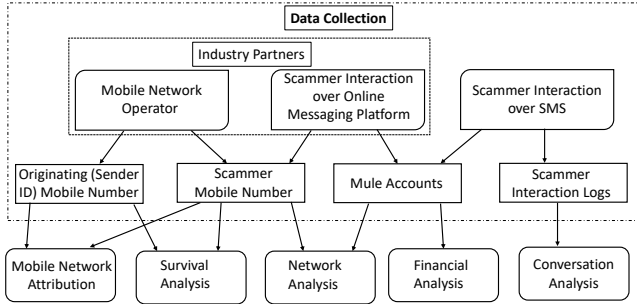 Data Collection
Industry Partners
Mobile Network
Operator
Scammer Interaction
over Online
Messaging Platform
Scammer Interaction
over SMS
Originating (Sender
ID) Mobile Number
Scammer
Mobile Number
Mule Accounts
Scammer
Interaction Logs
Mobile Network
Attribution
Survival
Analysis
Network
Analysis
Financial
Analysis
Conversation
Analysis